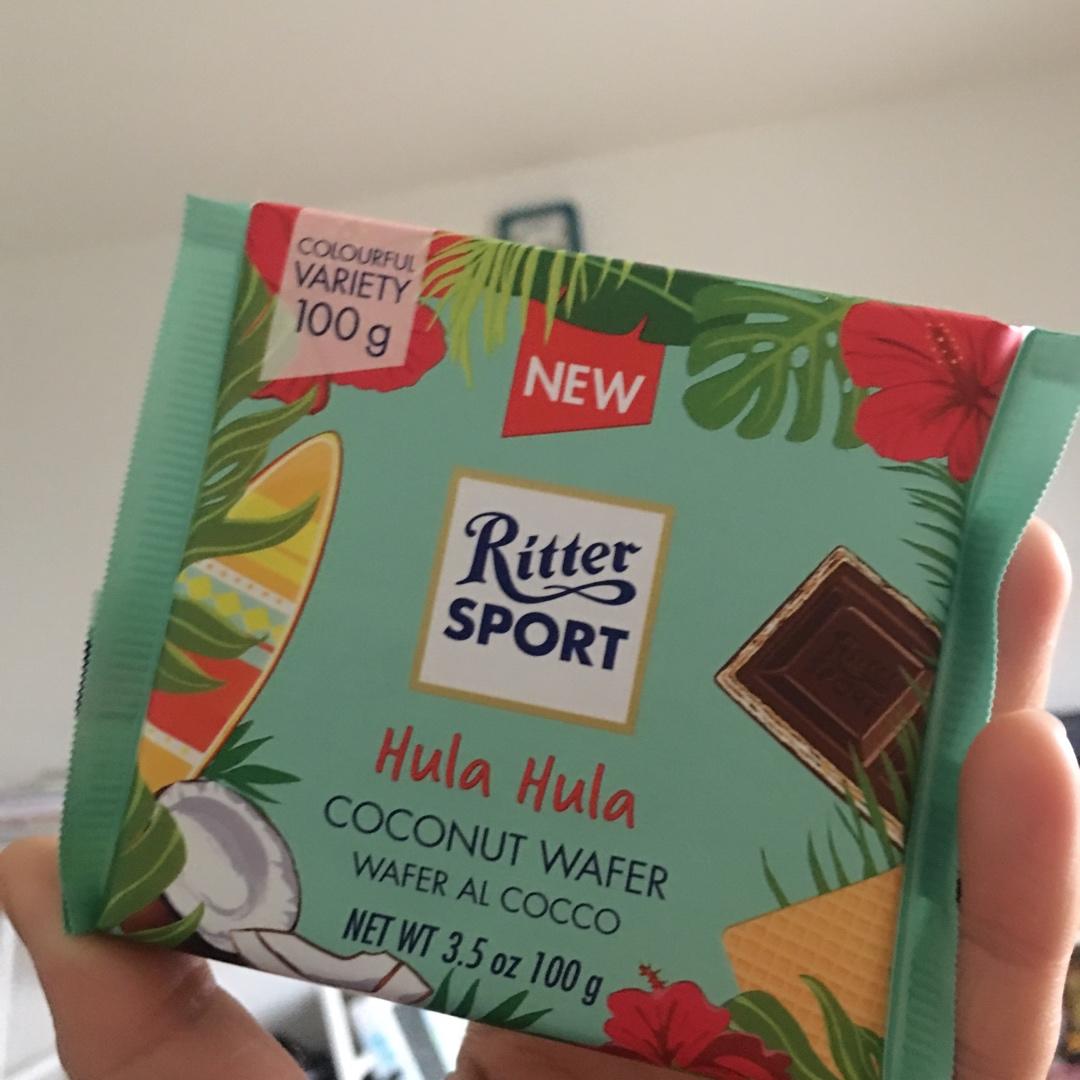 COLOURFUL
VARIETY
100 g
NEW
Ritter
SPORT
Hula Hula
COCONUT WAFER
WAFER AL COCCO
NET WT 3.5 oz 100 g